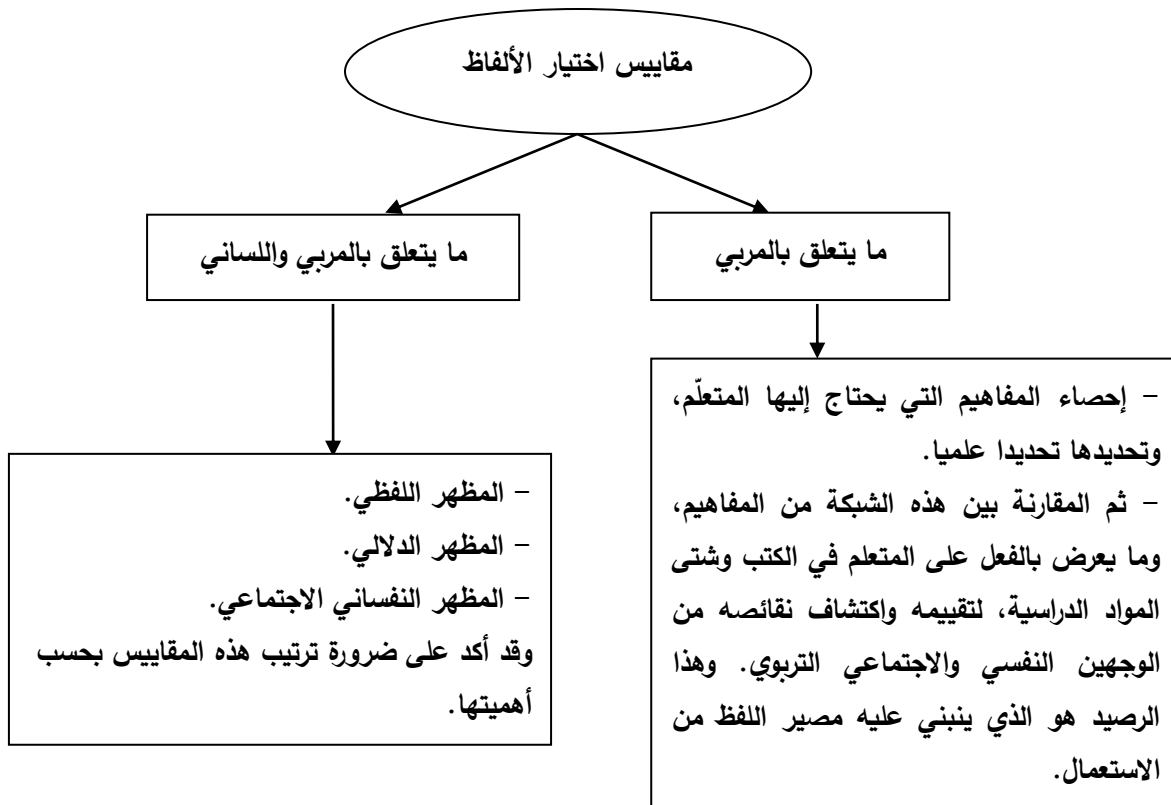 مقاييس اختيار الألفاظ
ما يتعلق بالمربي
ما يتعلق بالمربي واللساني
– إحصاء المفاهيم التي يحتاج إليها المتعلّم،
وتحديدها تحديدا علميا.
– ثم المقارنة بين هذه الشبكة من المفاهيم،
وما يعرض بالفعل على المتعلم في الكتب وشتى
المواد الدراسية، لتقييمه واكتشاف نقائصه من
الوجهين النفسي والاجتماعي التربوي. وهذا
الرصيد هو الذي ينبني عليه مصير اللفظ من
الاستعمال.
– المظهر اللفظي.
– المظهر الدلالي.
– المظهر النفساني الاجتماعي.
وقد أكد على ضرورة ترتيب هذه المقاييس بحسب
أهميتها.